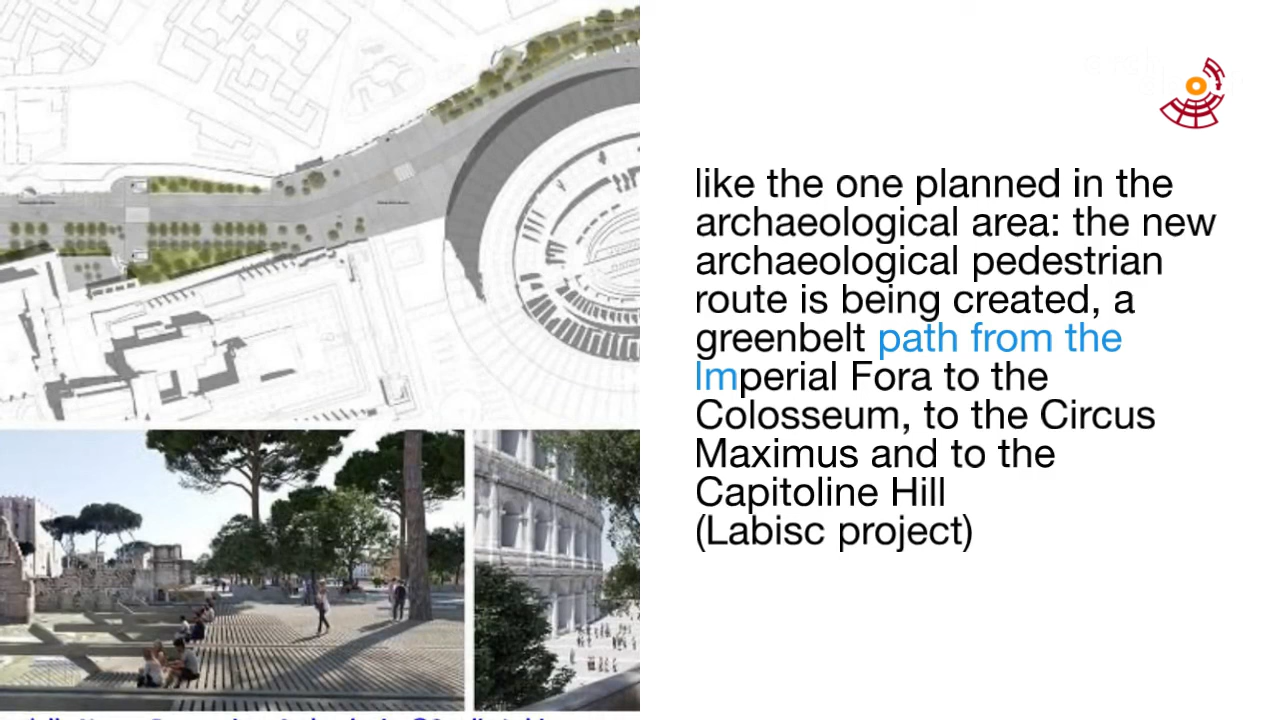 like the one planned in the
archaeological area: the new
archaeological pedestrian
route is being created, a
greenbelt path from the
Imperial Fora to the
Colosseum, to the Circus
Maximus and to the
Capitoline Hill
(Labisc project)